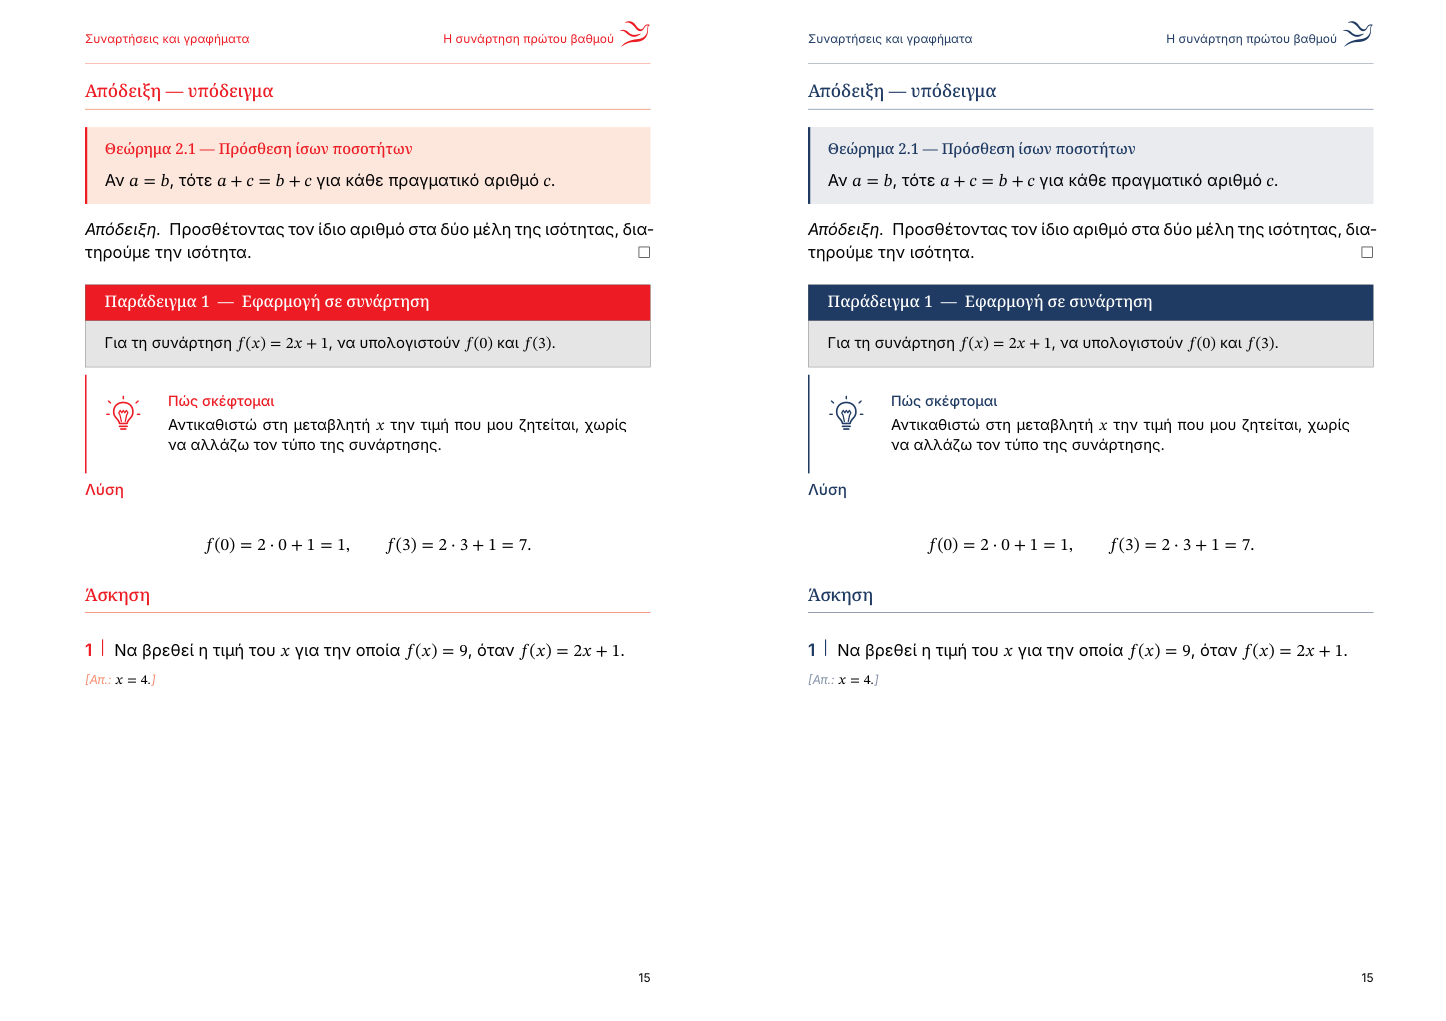 Συναρτήσεις και γραφήματα
Η συνάρτηση πρώτου βαθμού
Απόδειξη — υπόδειγμα
Θεώρημα 2.1 — Πρόσθεση ίσων ποσοτήτων
Αν a = b, τότε a + c = b + c για κάθε πραγματικό αριθμό c.
Απόδειξη. Προσθέτοντας τον ίδιο αριθμό στα δύο μέλη της ισότητας, δια-
τηρούμε την ισότητα. □
Παράδειγμα 1 — Εφαρμογή σε συνάρτηση
Για τη συνάρτηση f(x) = 2x + 1, να υπολογιστούν f(0) και f(3).
Πώς σκέφτομαι
Αντικαθιστώ στη μεταβλητή x την τιμή που μου ζητείται, χωρίς
να αλλάζω τον τύπο της συνάρτησης.
Λύση
f(0) = 2 · 0 + 1 = 1, f(3) = 2 · 3 + 1 = 7.
Άσκηση
1 Να βρεθεί η τιμή του x για την οποία f(x) = 9, όταν f(x) = 2x + 1.
[Απ.: x = 4.]
15
Συναρτήσεις και γραφήματα
Η συνάρτηση πρώτου βαθμού
Απόδειξη — υπόδειγμα
Θεώρημα 2.1 — Πρόσθεση ίσων ποσοτήτων
Αν a = b, τότε a + c = b + c για κάθε πραγματικό αριθμό c.
Απόδειξη. Προσθέτοντας τον ίδιο αριθμό στα δύο μέλη της ισότητας, δια-
τηρούμε την ισότητα. □
Παράδειγμα 1 — Εφαρμογή σε συνάρτηση
Για τη συνάρτηση f(x) = 2x + 1, να υπολογιστούν f(0) και f(3).
Πώς σκέφτομαι
Αντικαθιστώ στη μεταβλητή x την τιμή που μου ζητείται, χωρίς
να αλλάζω τον τύπο της συνάρτησης.
Λύση
f(0) = 2 · 0 + 1 = 1, f(3) = 2 · 3 + 1 = 7.
Άσκηση
1 Να βρεθεί η τιμή του x για την οποία f(x) = 9, όταν f(x) = 2x + 1.
[Απ.: x = 4.]
15